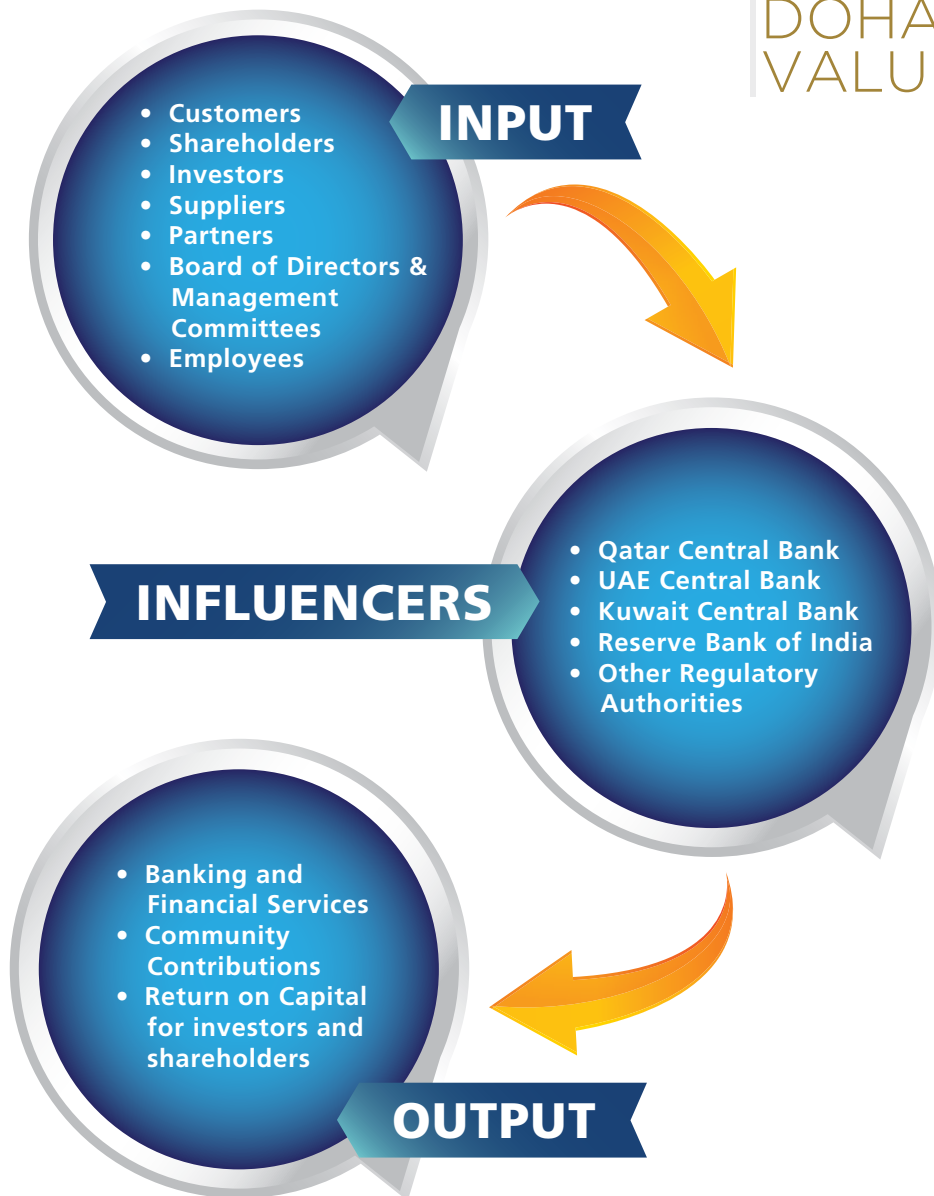 DOHA
VALU
INPUT
• Customers
• Shareholders
• Investors
• Suppliers
• Partners
• Board of Directors &
Management
Committees
• Employees
INFLUENCERS
• Qatar Central Bank
• UAE Central Bank
• Kuwait Central Bank
• Reserve Bank of India
• Other Regulatory
Authorities
• Banking and
Financial Services
• Community
Contributions
• Return on Capital
for investors and
shareholders
OUTPUT